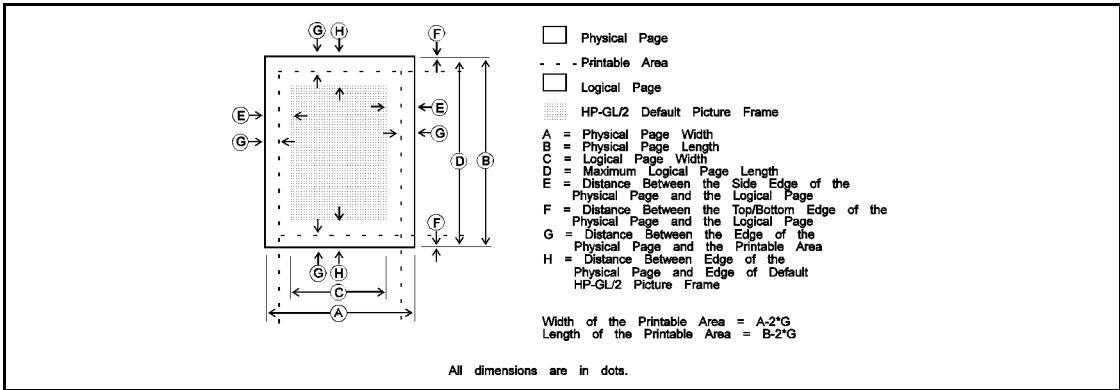 G H F
Physical Page
Printable Area
Logical Page
HP-GL/2 Default Picture Frame
E E
G G
D B
F
G H
C
A
A = Physical Page Width
B = Physical Page Length
C = Logical Page Width
D = Maximum Logical Page Length
E = Distance Between the Side Edge of the
Physical Page and the Logical Page
F = Distance Between the Top/Bottom Edge of the
Physical Page and the Logical Page
G = Distance Between the Edge of the
Physical Page and the Printable Area
H = Distance Between Edge of the
Physical Page and Edge of Default
HP-GL/2 Picture Frame
Width of the Printable Area = A-2*G
Length of the Printable Area = B-2*G
All dimensions are in dots.